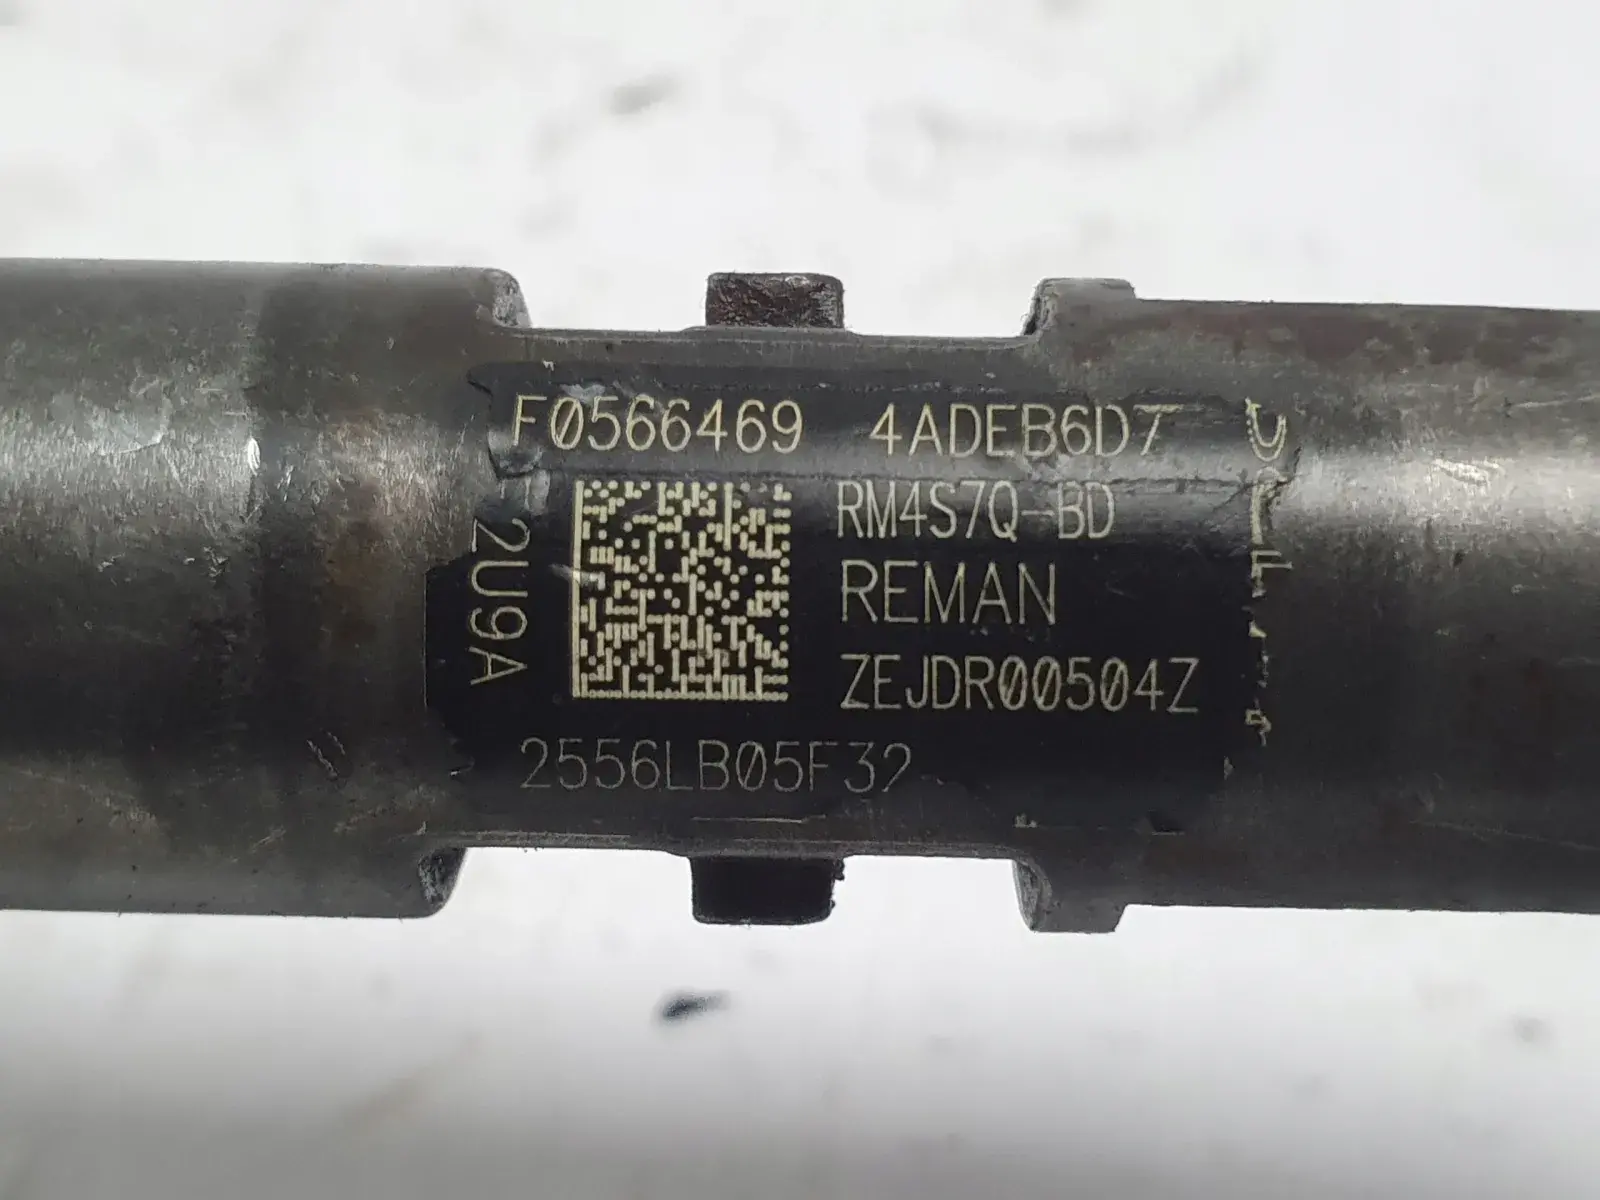 F0566469 4ADEB6D7
2U9A
RM4S7Q-BD
REMAN
ZEJDR00504Z
2556LB05F32